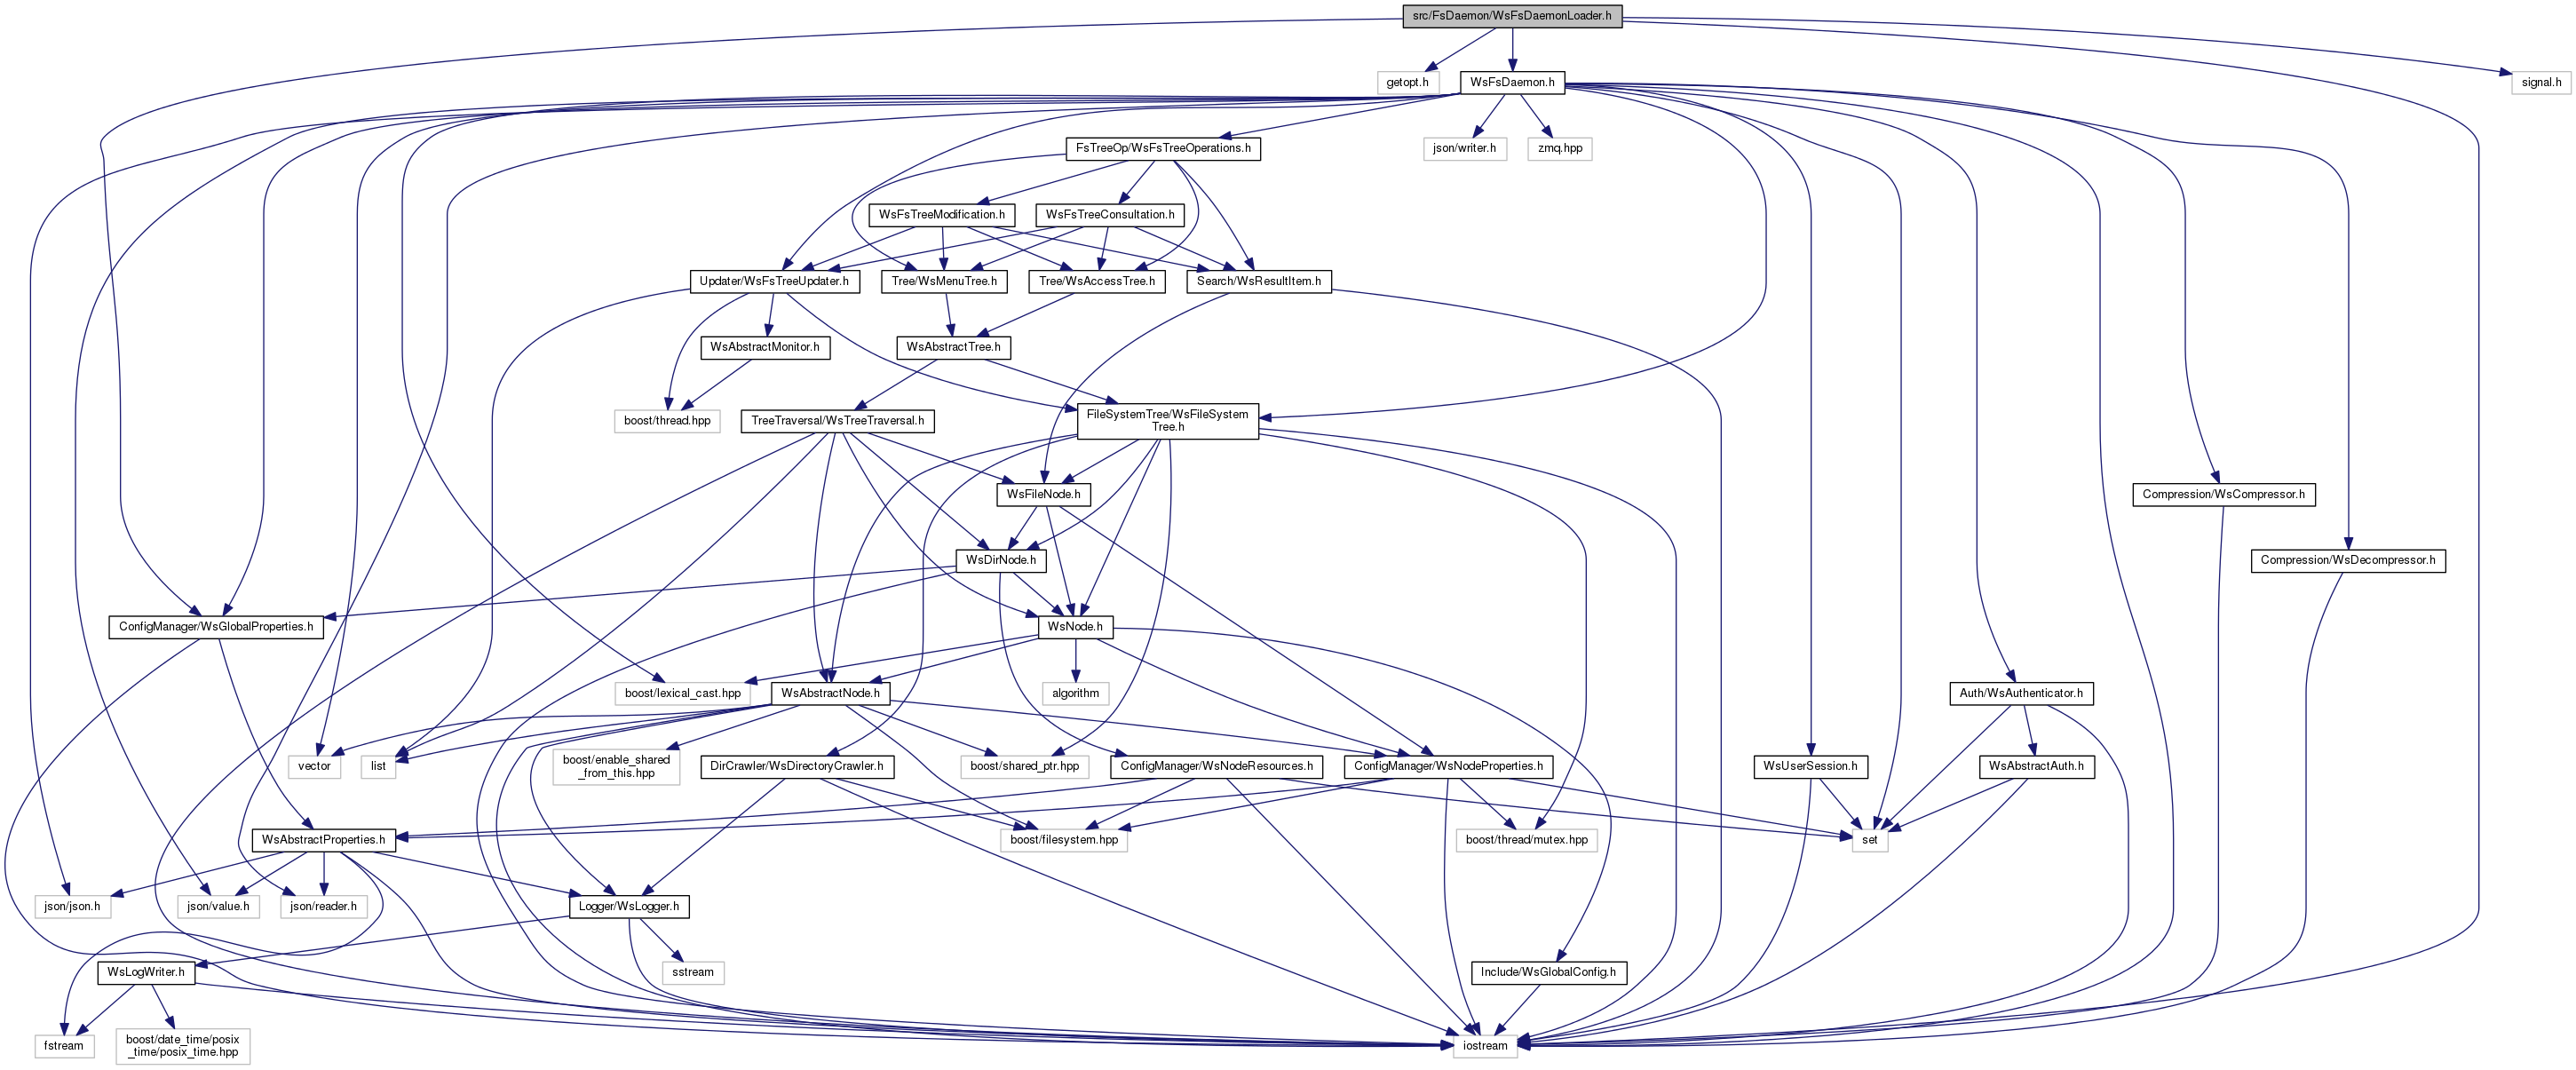 src/FsDaemon/WsFsDaemonLoader.h
getopt.h
WsFsDaemon.h
signal.h
FsTreeOp/WsFsTreeOperations.h
json/writer.h
zmq.hpp
WsFsTreeModification.h
WsFsTreeConsultation.h
Updater/WsFsTreeUpdater.h
Tree/WsMenuTree.h
Tree/WsAccessTree.h
Search/WsResultItem.h
WsAbstractMonitor.h
WsAbstractTree.h
boost/thread.hpp
TreeTraversal/WsTreeTraversal.h
FileSystemTree/WsFileSystem
Tree.h
WsFileNode.h
Compression/WsCompressor.h
WsDirNode.h
Compression/WsDecompressor.h
ConfigManager/WsGlobalProperties.h
WsNode.h
boost/lexical_cast.hpp
WsAbstractNode.h
algorithm
Auth/WsAuthenticator.h
vector
list
boost/enable_shared
_from_this.hpp
DirCrawler/WsDirectoryCrawler.h
boost/shared_ptr.hpp
ConfigManager/WsNodeResources.h
ConfigManager/WsNodeProperties.h
WsUserSession.h
WsAbstractAuth.h
WsAbstractProperties.h
boost/filesystem.hpp
boost/thread/mutex.hpp
set
json/json.h
json/value.h
json/reader.h
Logger/WsLogger.h
WsLogWriter.h
sstream
Include/WsGlobalConfig.h
fstream
boost/date_time/posix
_time/posix_time.hpp
iostream